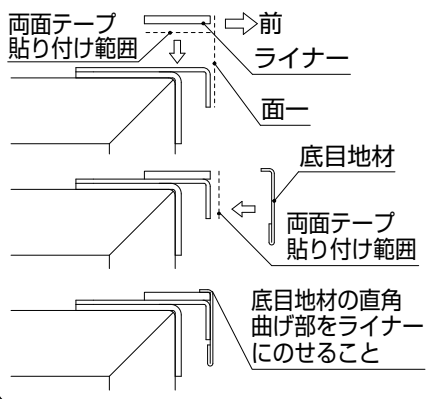 両面テープ
貼り付け範囲
前
ライナー
面一
底目地材
両面テープ
貼り付け範囲
底目地材の直角
曲げ部をライナー
にのせること